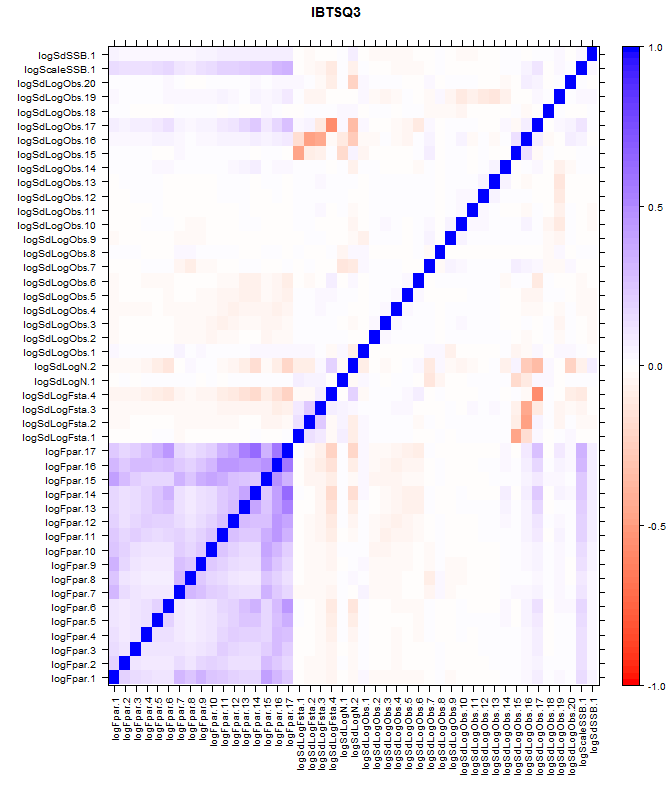 IBTSQ3
logSdSSB.1
logScaleSSB.1
logSdLogObs.20
logSdLogObs.19
logSdLogObs.18
logSdLogObs.17
logSdLogObs.16
logSdLogObs.15
logSdLogObs.14
logSdLogObs.13
logSdLogObs.12
logSdLogObs.11
logSdLogObs.10
logSdLogObs.9
logSdLogObs.8
logSdLogObs.7
logSdLogObs.6
logSdLogObs.5
logSdLogObs.4
logSdLogObs.3
logSdLogObs.2
logSdLogObs.1
logSdLogN.2
logSdLogN.1
logSdLogFsta.4
logSdLogFsta.3
logSdLogFsta.2
logSdLogFsta.1
logFpar.17
logFpar.16
logFpar.15
logFpar.14
logFpar.13
logFpar.12
logFpar.11
logFpar.10
logFpar.9
logFpar.8
logFpar.7
logFpar.6
logFpar.5
logFpar.4
logFpar.3
logFpar.2
logFpar.1
logFpar.1
logFpar.2
logFpar.3
logFpar.4
logFpar.5
logFpar.6
logFpar.7
logFpar.8
logFpar.9
logFpar.10
logFpar.11
logFpar.12
logFpar.13
logFpar.14
logFpar.15
logFpar.16
logFpar.17
logSdLogFsta.1
logSdLogFsta.2
logSdLogFsta.3
logSdLogFsta.4
logSdLogN.1
logSdLogN.2
logSdLogObs.1
logSdLogObs.2
logSdLogObs.3
logSdLogObs.4
logSdLogObs.5
logSdLogObs.6
logSdLogObs.7
logSdLogObs.8
logSdLogObs.9
logSdLogObs.10
logSdLogObs.11
logSdLogObs.12
logSdLogObs.13
logSdLogObs.14
logSdLogObs.15
logSdLogObs.16
logSdLogObs.17
logSdLogObs.18
logSdLogObs.19
logSdLogObs.20
logScaleSSB.1
logSdSSB.1
1.0
0.5
0.0
-0.5
-1.0